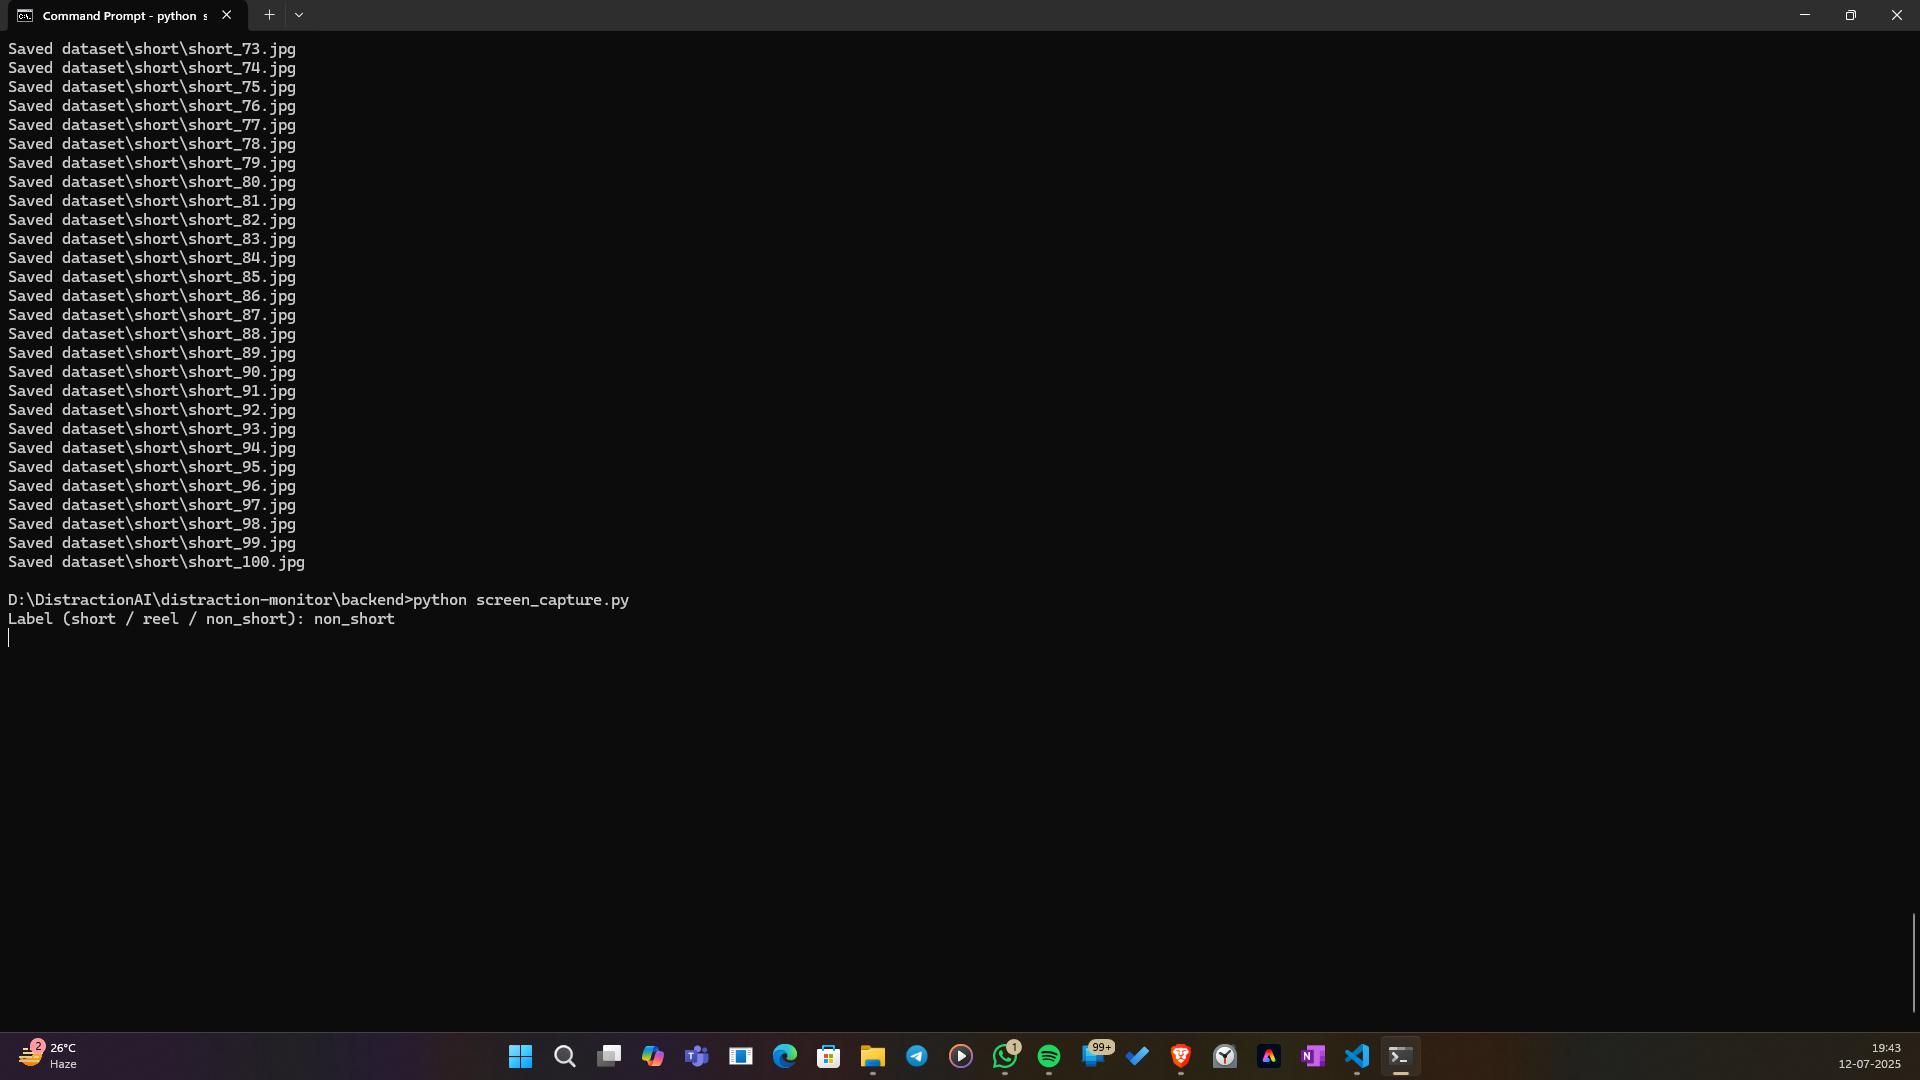 Command Prompt - python s
Saved dataset\short\short_73.jpg
Saved dataset\short\short_74.jpg
Saved dataset\short\short_75.jpg
Saved dataset\short\short_76.jpg
Saved dataset\short\short_77.jpg
Saved dataset\short\short_78.jpg
Saved dataset\short\short_79.jpg
Saved dataset\short\short_80.jpg
Saved dataset\short\short_81.jpg
Saved dataset\short\short_82.jpg
Saved dataset\short\short_83.jpg
Saved dataset\short\short_84.jpg
Saved dataset\short\short_85.jpg
Saved dataset\short\short_86.jpg
Saved dataset\short\short_87.jpg
Saved dataset\short\short_88.jpg
Saved dataset\short\short_89.jpg
Saved dataset\short\short_90.jpg
Saved dataset\short\short_91.jpg
Saved dataset\short\short_92.jpg
Saved dataset\short\short_93.jpg
Saved dataset\short\short_94.jpg
Saved dataset\short\short_95.jpg
Saved dataset\short\short_96.jpg
Saved dataset\short\short_97.jpg
Saved dataset\short\short_98.jpg
Saved dataset\short\short_99.jpg
Saved dataset\short\short_100.jpg
D:\DistractionAI\distraction-monitor\backend>python screen_capture.py
Label (short / reel / non_short): non_short
2
26°C
Haze
1
99+
19:43
12-07-2025